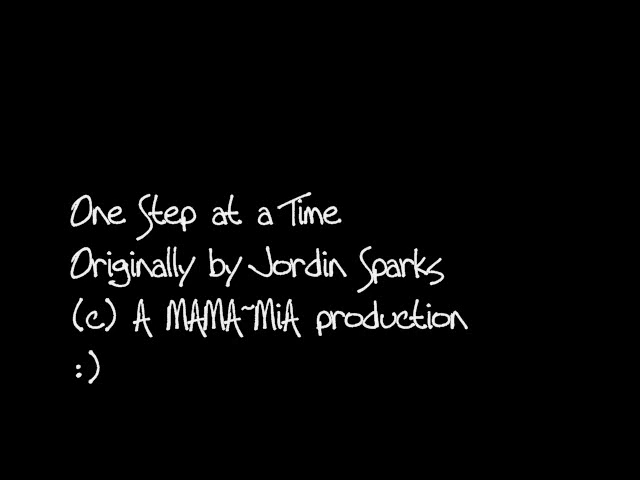 One Step at a Time
Originally by Jordin Sparks
(c) A MAMA~MiA production
:)